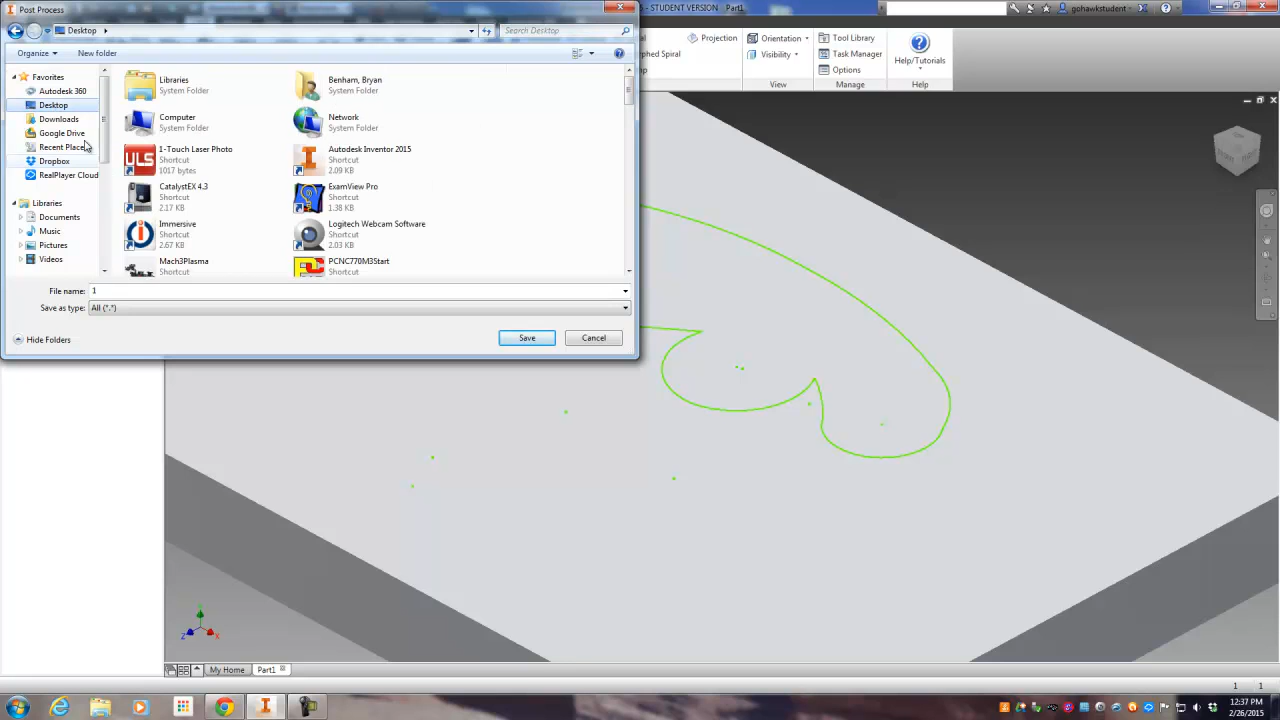 Post Process
- STUDENT VERSION Part1
gohawkstudent
Desktop
Search Desktop
Organize
New folder
Favorites
Autodesk 360
Desktop
Downloads
Google Drive
Recent Places
Dropbox
RealPlayer Cloud
Libraries
Documents
Music
Pictures
Videos
Libraries
System Folder
Benham, Bryan
System Folder
Computer
System Folder
Network
System Folder
1-Touch Laser Photo
Shortcut
1017 bytes
Autodesk Inventor 2015
Shortcut
2.09 KB
CatalystEX 4.3
Shortcut
2.17 KB
ExamView Pro
Shortcut
1.38 KB
Immersive
Shortcut
2.67 KB
Logitech Webcam Software
Shortcut
2.03 KB
Mach3Plasma
Shortcut
PCNC770M3Start
Shortcut
File name: 1
Save as type: All (*.*)
Hide Folders
Save
Cancel
Projection
Orientation
Visibility
View
Tool Library
Task Manager
Options
Manage
Help/Tutorials
Help
ULS
Z
X
My Home
Part1
1 1
12:37 PM
2/26/2015